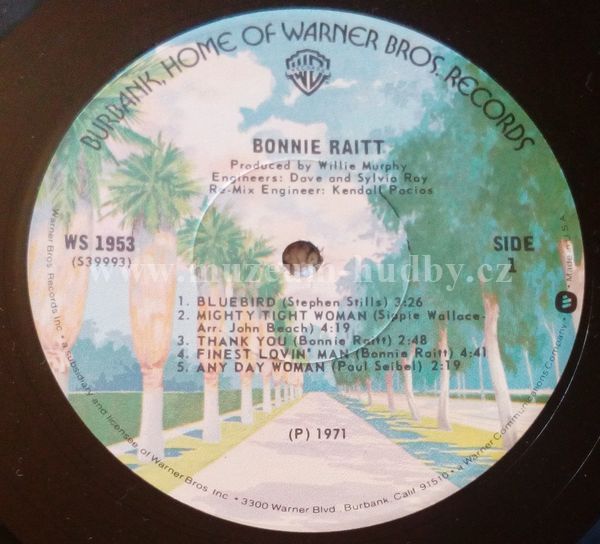 BURBANK, HOME OF WARNER BROS. RECORDS
WB
BONNIE RAITT
Produced by Willie Murphy
Engineers: Dave and Sylvia Ray
Re-Mix Engineer: Kendall Pacios
WS 1953
(S39993)
SIDE
1
www.muzeum-hudby.cz
1. BLUEBIRD (Stephen Stills) 3:26
2. MIGHTY TIGHT WOMAN (Sippie Wallace-
Arr. John Beach) 4:19
3. THANK YOU (Bonnie Raitt) 2:48
4. FINEST LOVIN' MAN (Bonnie Raitt) 4:41
5. ANY DAY WOMAN (Paul Seibel) 2:19
(P) 1971
Warner Bros. Records Inc. • a subsidiary and licensee of Warner Bros. Inc. • 3300 Warner Blvd., Burbank, Calif. 91510 • a Warner Communications Company • Made in U.S.A.